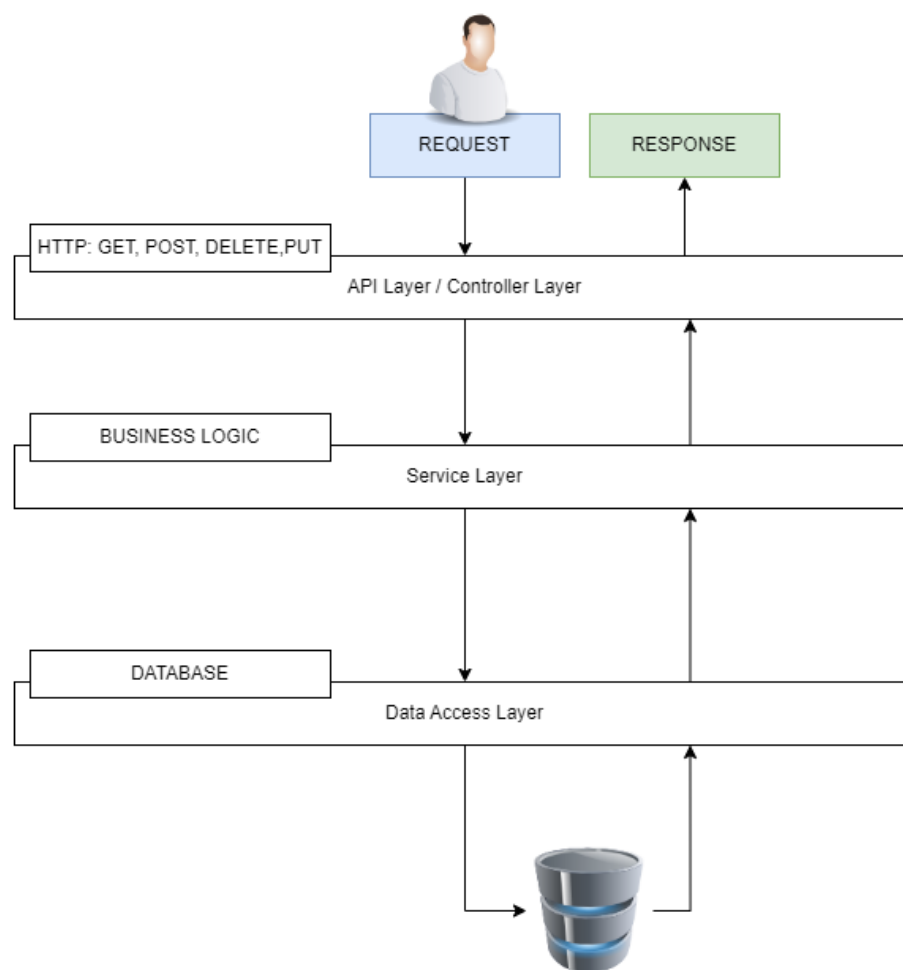 REQUEST
RESPONSE
HTTP: GET, POST, DELETE,PUT
API Layer / Controller Layer
BUSINESS LOGIC
Service Layer
DATABASE
Data Access Layer